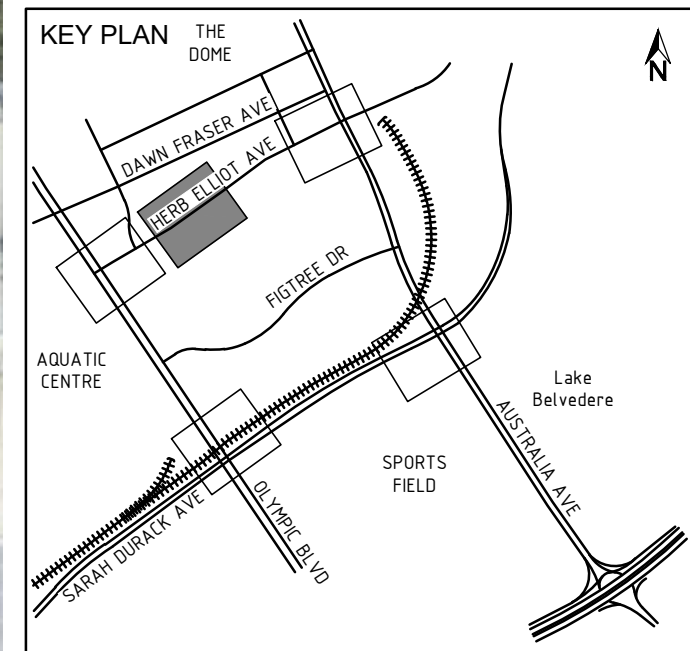 KEY PLAN
THE
DOME
N
DAWN FRASER AVE
HERB ELLIOT AVE
FIGTREE DR
AQUATIC
CENTRE
Lake
Belvedere
AUSTRALIA AVE
SPORTS
FIELD
OLYMPIC BLVD
SARAH DURACK AVE